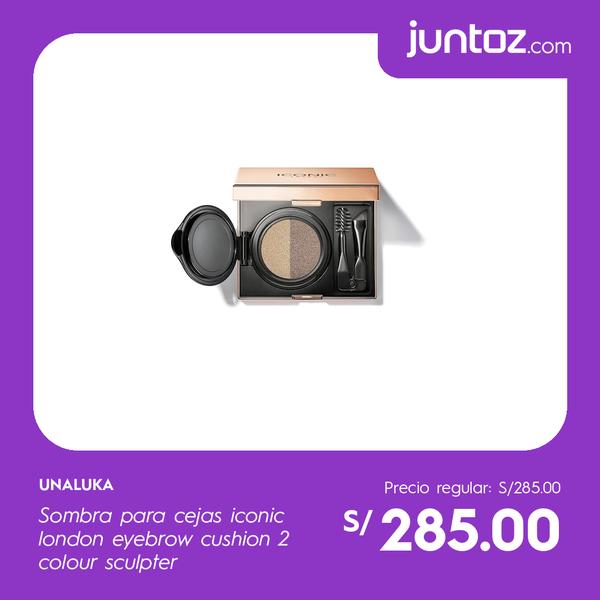 juntoz.com
ICONIC
UNALUKA
Sombra para cejas iconic
london eyebrow cushion 2
colour sculpter
Precio regular: S/285.00
S/ 285.00